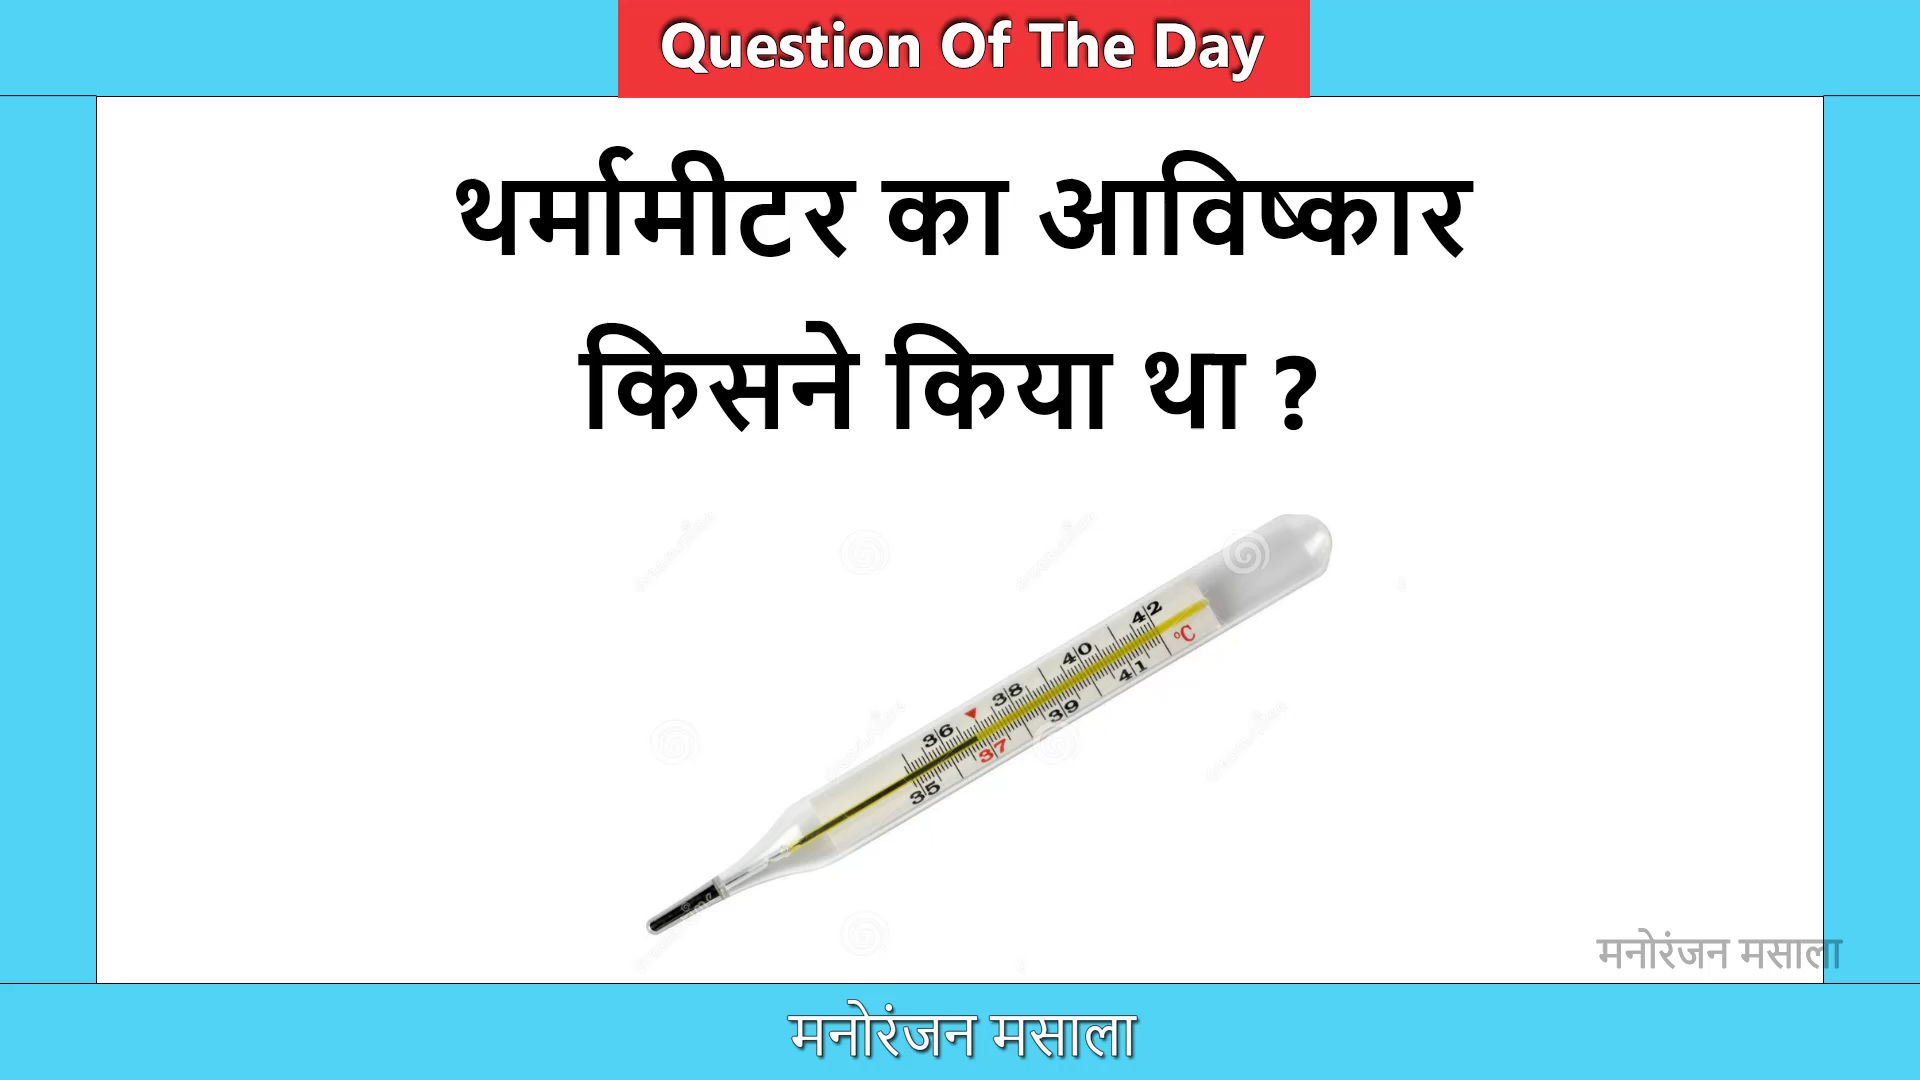 Question Of The Day
थर्मामीटर का आविष्कार
किसने किया था ?
42
°C
40
41
38
39
36
37
35
मनोरंजन मसाला
मनोरंजन मसाला